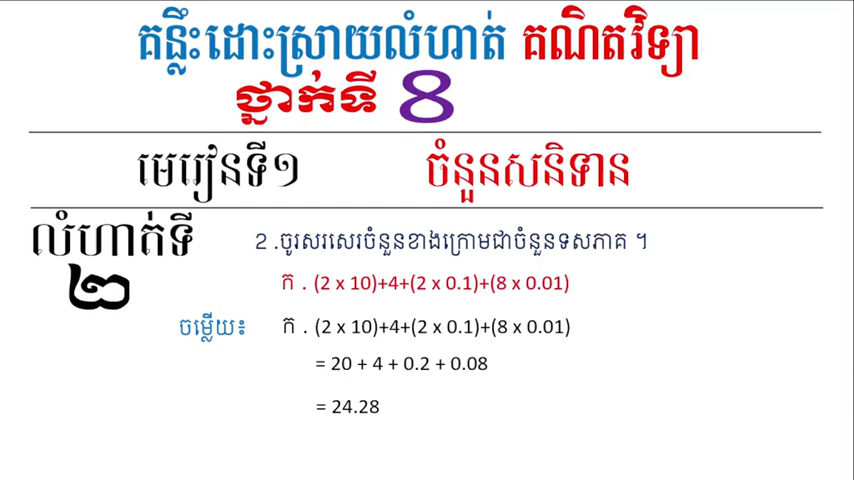 គន្លឹះដោះស្រាយលំហាត់ គណិតវិទ្យា
ថ្នាក់ទី 8
មេរៀនទី១ ចំនួនសនិទាន
លំហាត់ទី
២
2 .ចូរសរសេរចំនួនខាងក្រោមជាចំនួនទសភាគ ។
ក . (2 x 10)+4+(2 x 0.1)+(8 x 0.01)
ចម្លើយ៖ ក . (2 x 10)+4+(2 x 0.1)+(8 x 0.01)
= 20 + 4 + 0.2 + 0.08
= 24.28